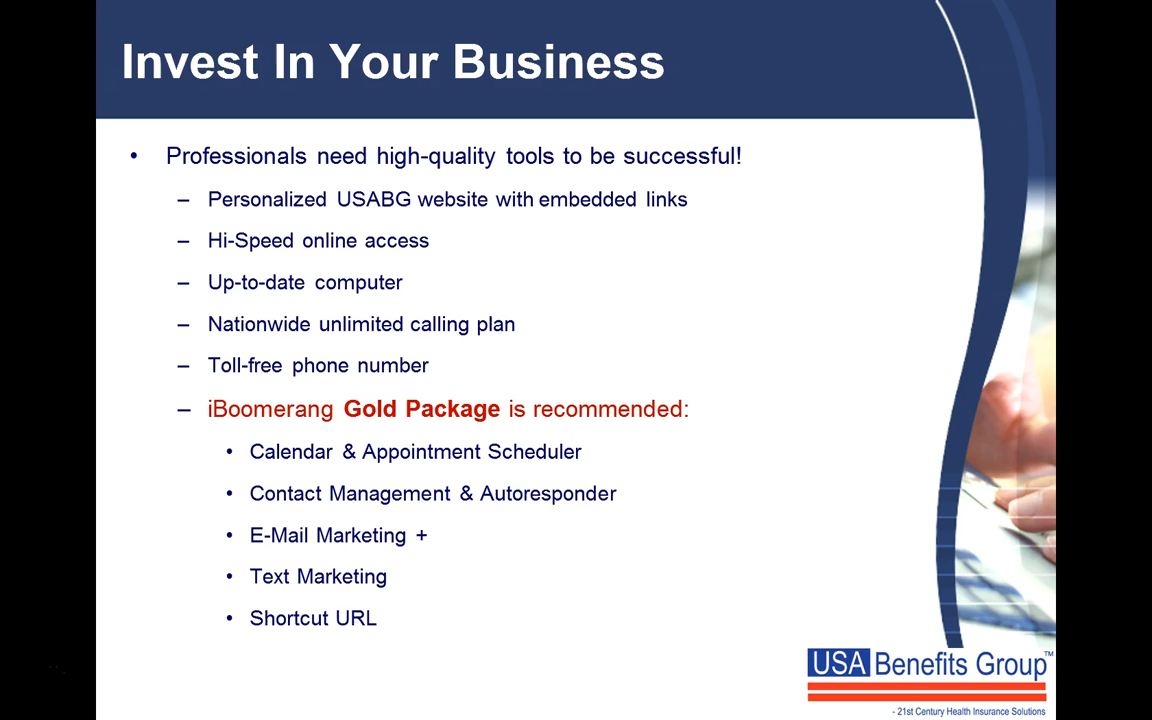 Invest In Your Business
• Professionals need high-quality tools to be successful!
– Personalized USABG website with embedded links
– Hi-Speed online access
– Up-to-date computer
– Nationwide unlimited calling plan
– Toll-free phone number
– iBoomerang Gold Package is recommended:
• Calendar & Appointment Scheduler
• Contact Management & Autoresponder
• E-Mail Marketing +
• Text Marketing
• Shortcut URL
USA Benefits Group™
- 21st Century Health Insurance Solutions